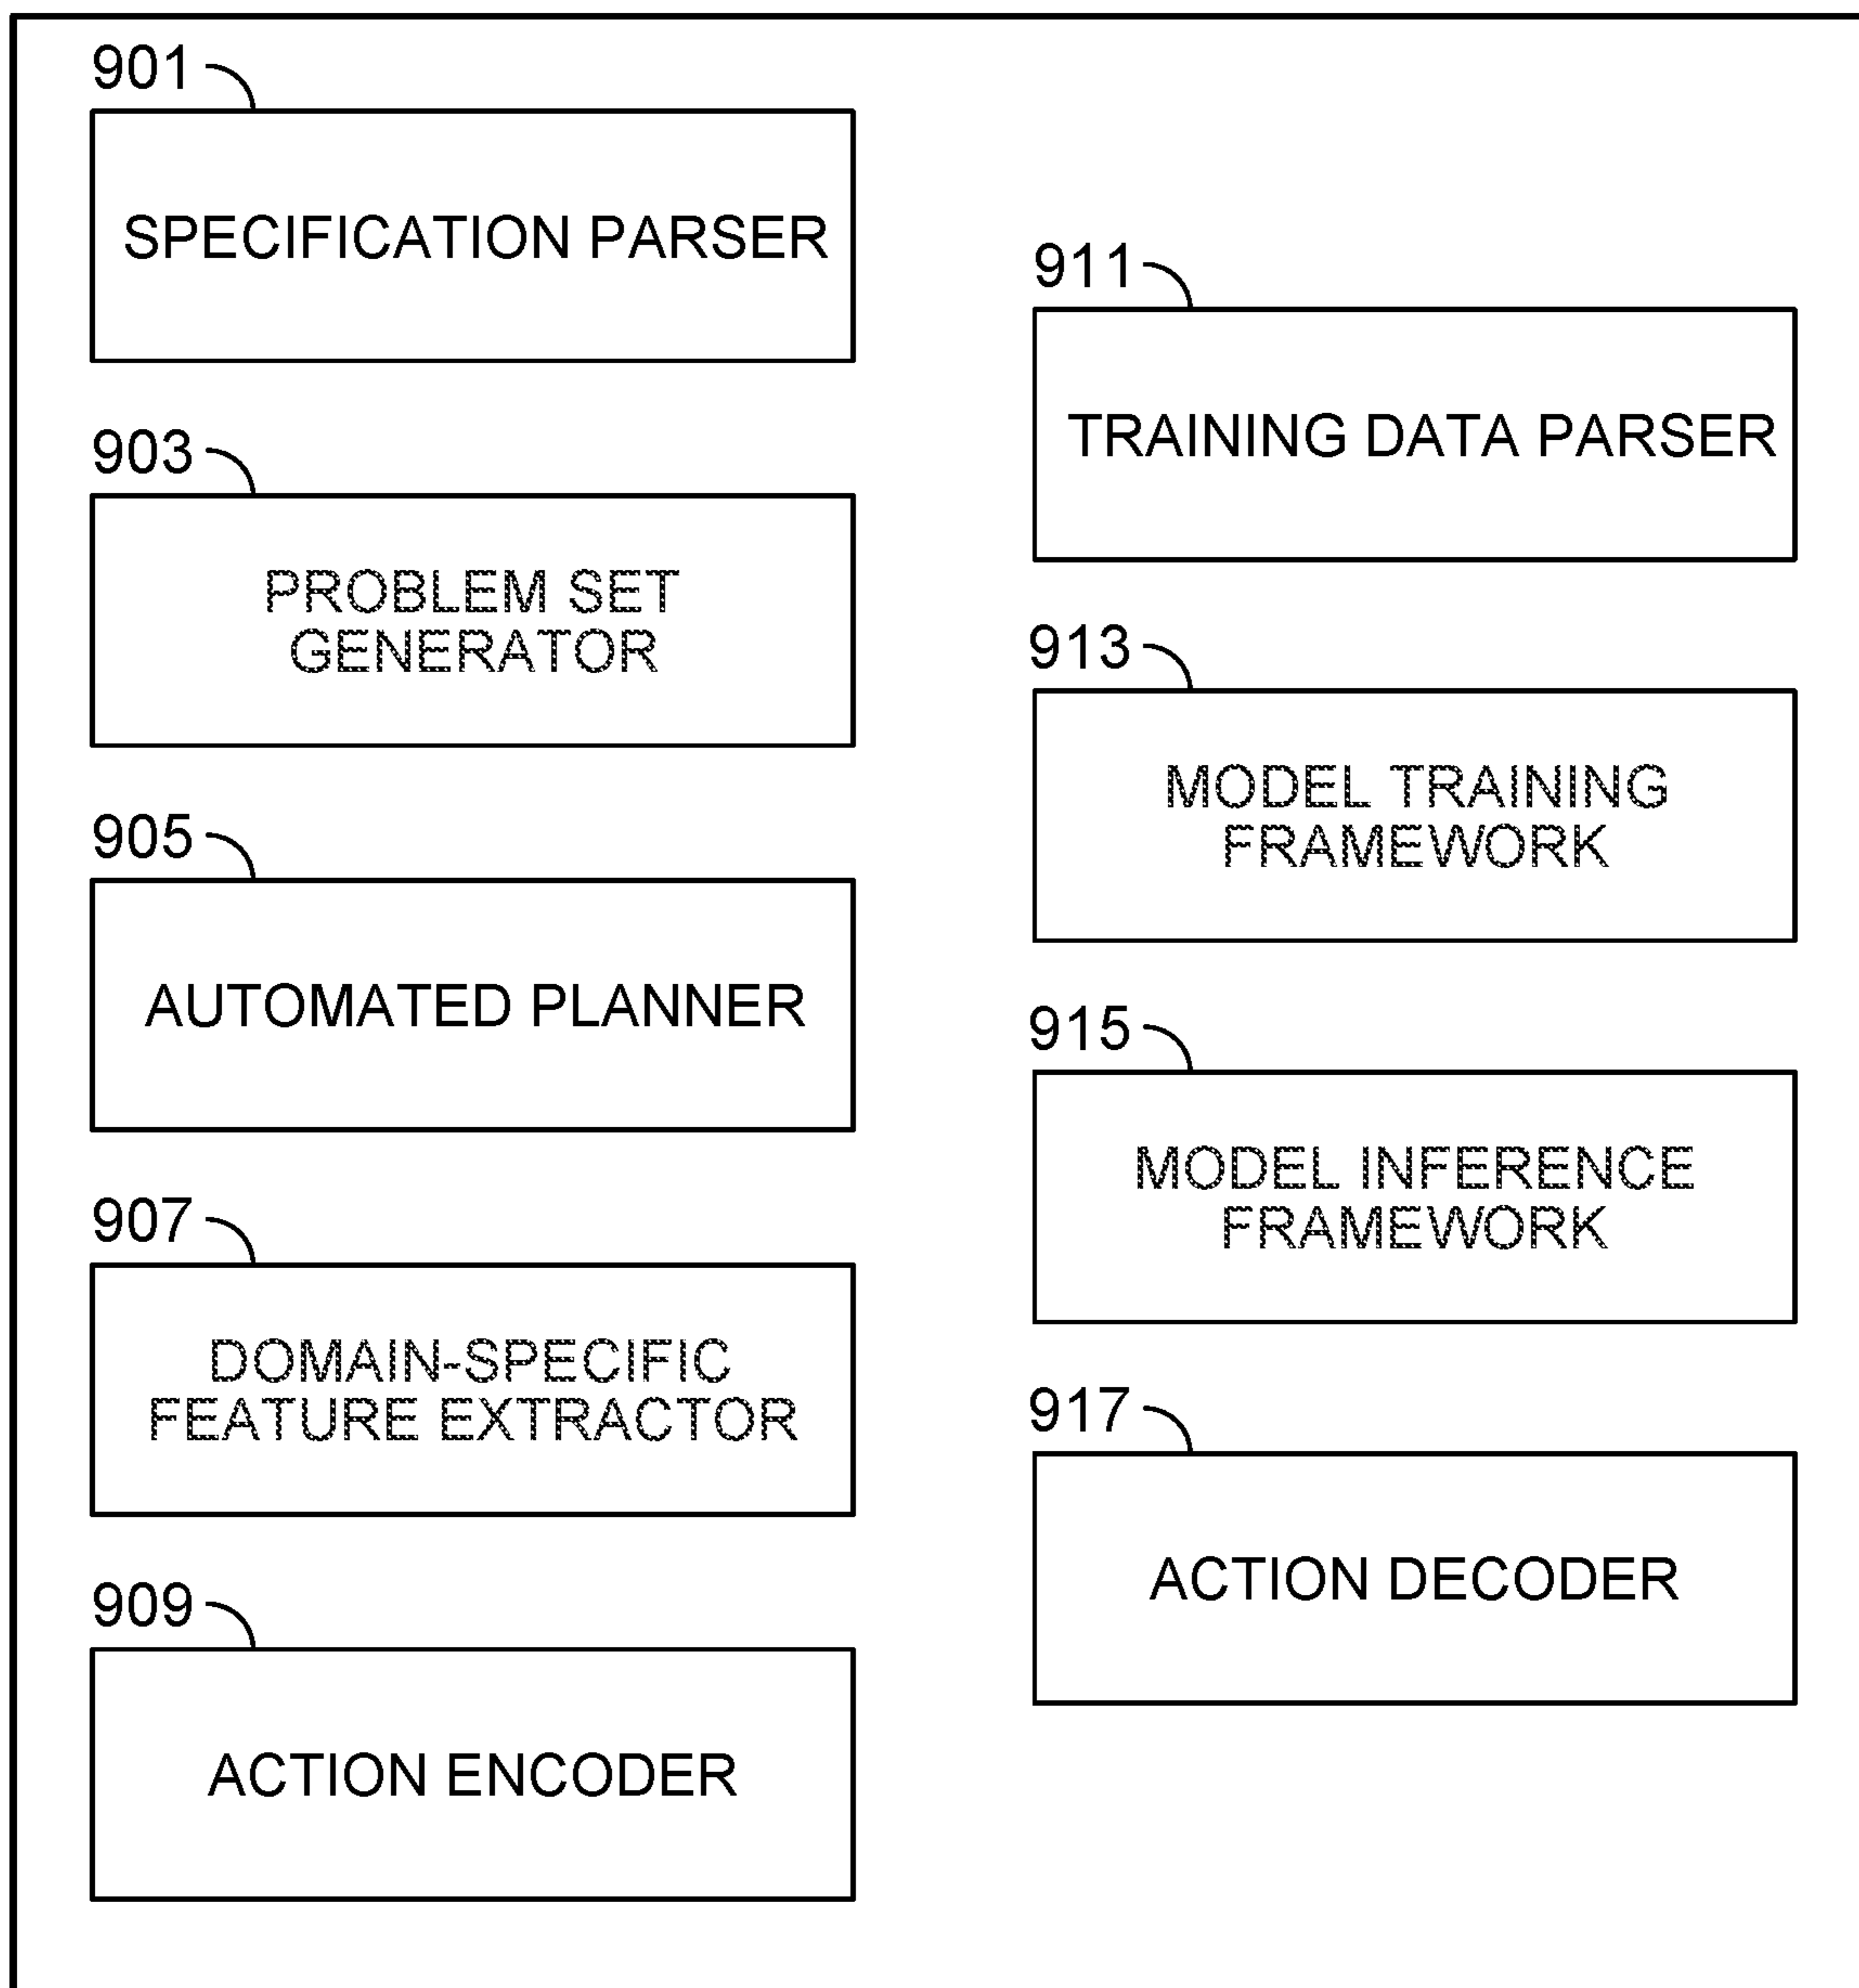 901
SPECIFICATION PARSER
903
PROBLEM SET
GENERATOR
905
AUTOMATED PLANNER
907
DOMAIN-SPECIFIC
FEATURE EXTRACTOR
909
ACTION ENCODER
911
TRAINING DATA PARSER
913
MODEL TRAINING
FRAMEWORK
915
MODEL INFERENCE
FRAMEWORK
917
ACTION DECODER